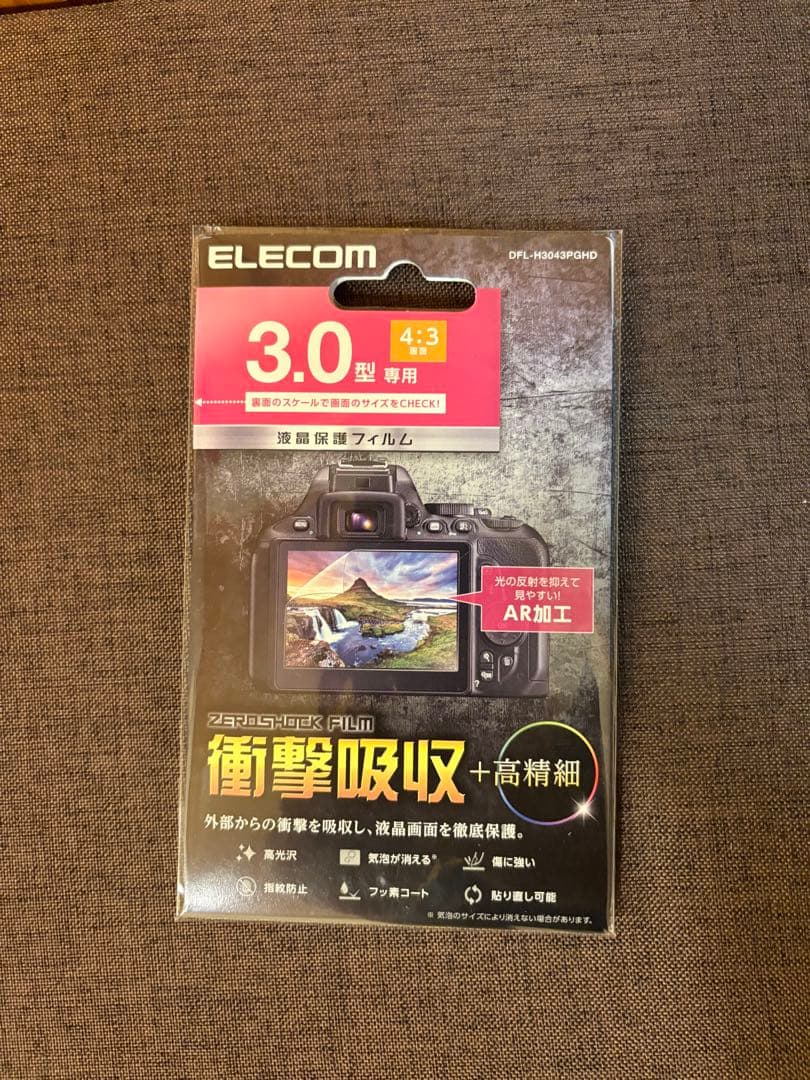 ELECOM
DFL-H3043PGHD
3.0型 専用
4:3
画面
裏面のスケールで画面のサイズをCHECK!
液晶保護フィルム
光の反射を抑えて
見やすい!
AR加工
ZEROSHOCK FILM
衝撃吸収+高精細
外部からの衝撃を吸収し、液晶画面を徹底保護。
高光沢
気泡が消える※
傷に強い
指紋防止
フッ素コート
貼り直し可能
※ 気泡のサイズにより消えない場合があります。